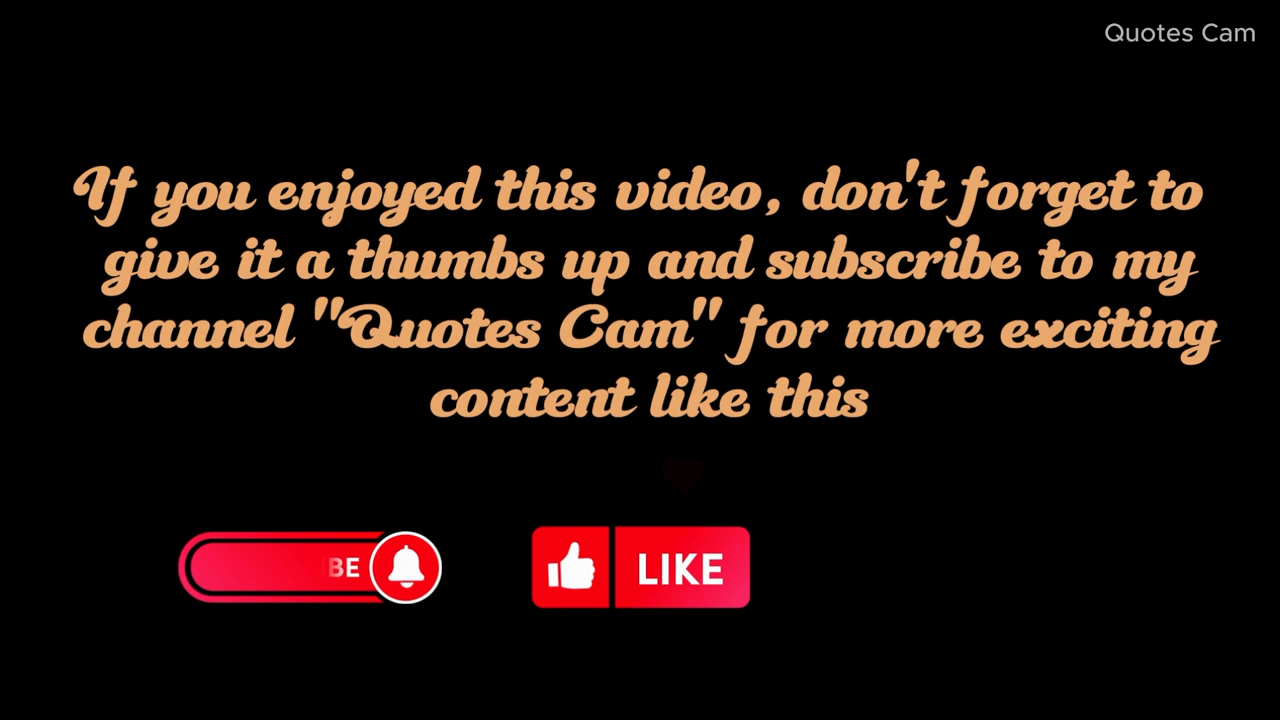 Quotes Cam
If you enjoyed this video, don't forget to
give it a thumbs up and subscribe to my
channel "Quotes Cam" for more exciting
content like this
BE
LIKE